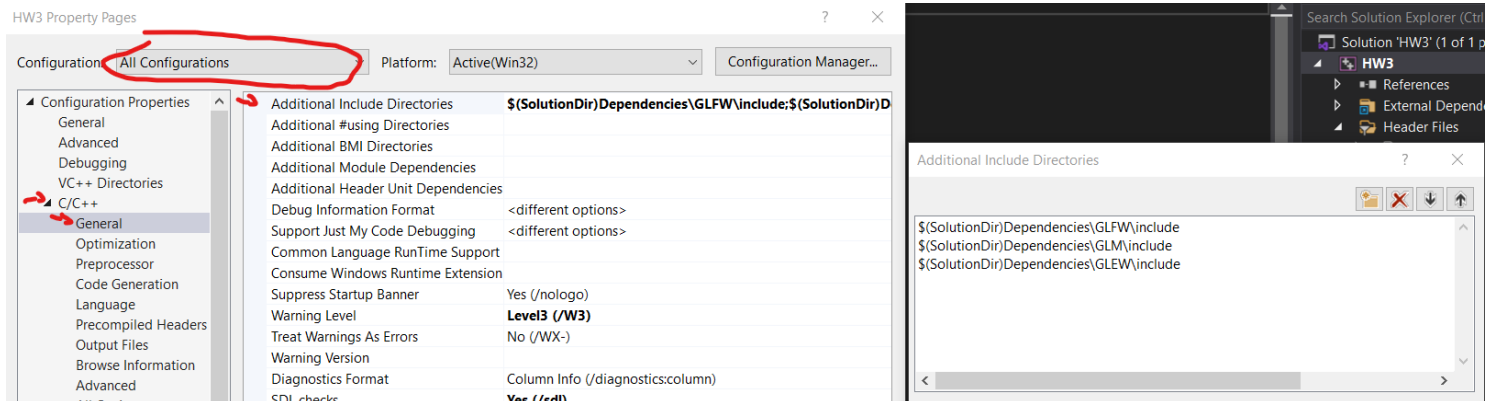 HW3 Property Pages
? ×
Configuration: All Configurations
Platform: Active(Win32)
Configuration Manager...
Configuration Properties
General
Advanced
Debugging
VC++ Directories
C/C++
General
Optimization
Preprocessor
Code Generation
Language
Precompiled Headers
Output Files
Browse Information
Advanced
Additional Include Directories $(SolutionDir)Dependencies\GLFW\include;$(SolutionDir)D
Additional #using Directories
Additional BMI Directories
Additional Module Dependencies
Additional Header Unit Dependencies
Debug Information Format <different options>
Support Just My Code Debugging <different options>
Common Language RunTime Support
Consume Windows Runtime Extension
Suppress Startup Banner Yes (/nologo)
Warning Level Level3 (/W3)
Treat Warnings As Errors No (/WX-)
Warning Version
Diagnostics Format Column Info (/diagnostics:column)
SDL checks Yes (/sdl)
Search Solution Explorer (Ctrl
Solution 'HW3' (1 of 1 p
HW3
References
External Depend
Header Files
Additional Include Directories
? ×
$(SolutionDir)Dependencies\GLFW\include
$(SolutionDir)Dependencies\GLM\include
$(SolutionDir)Dependencies\GLEW\include